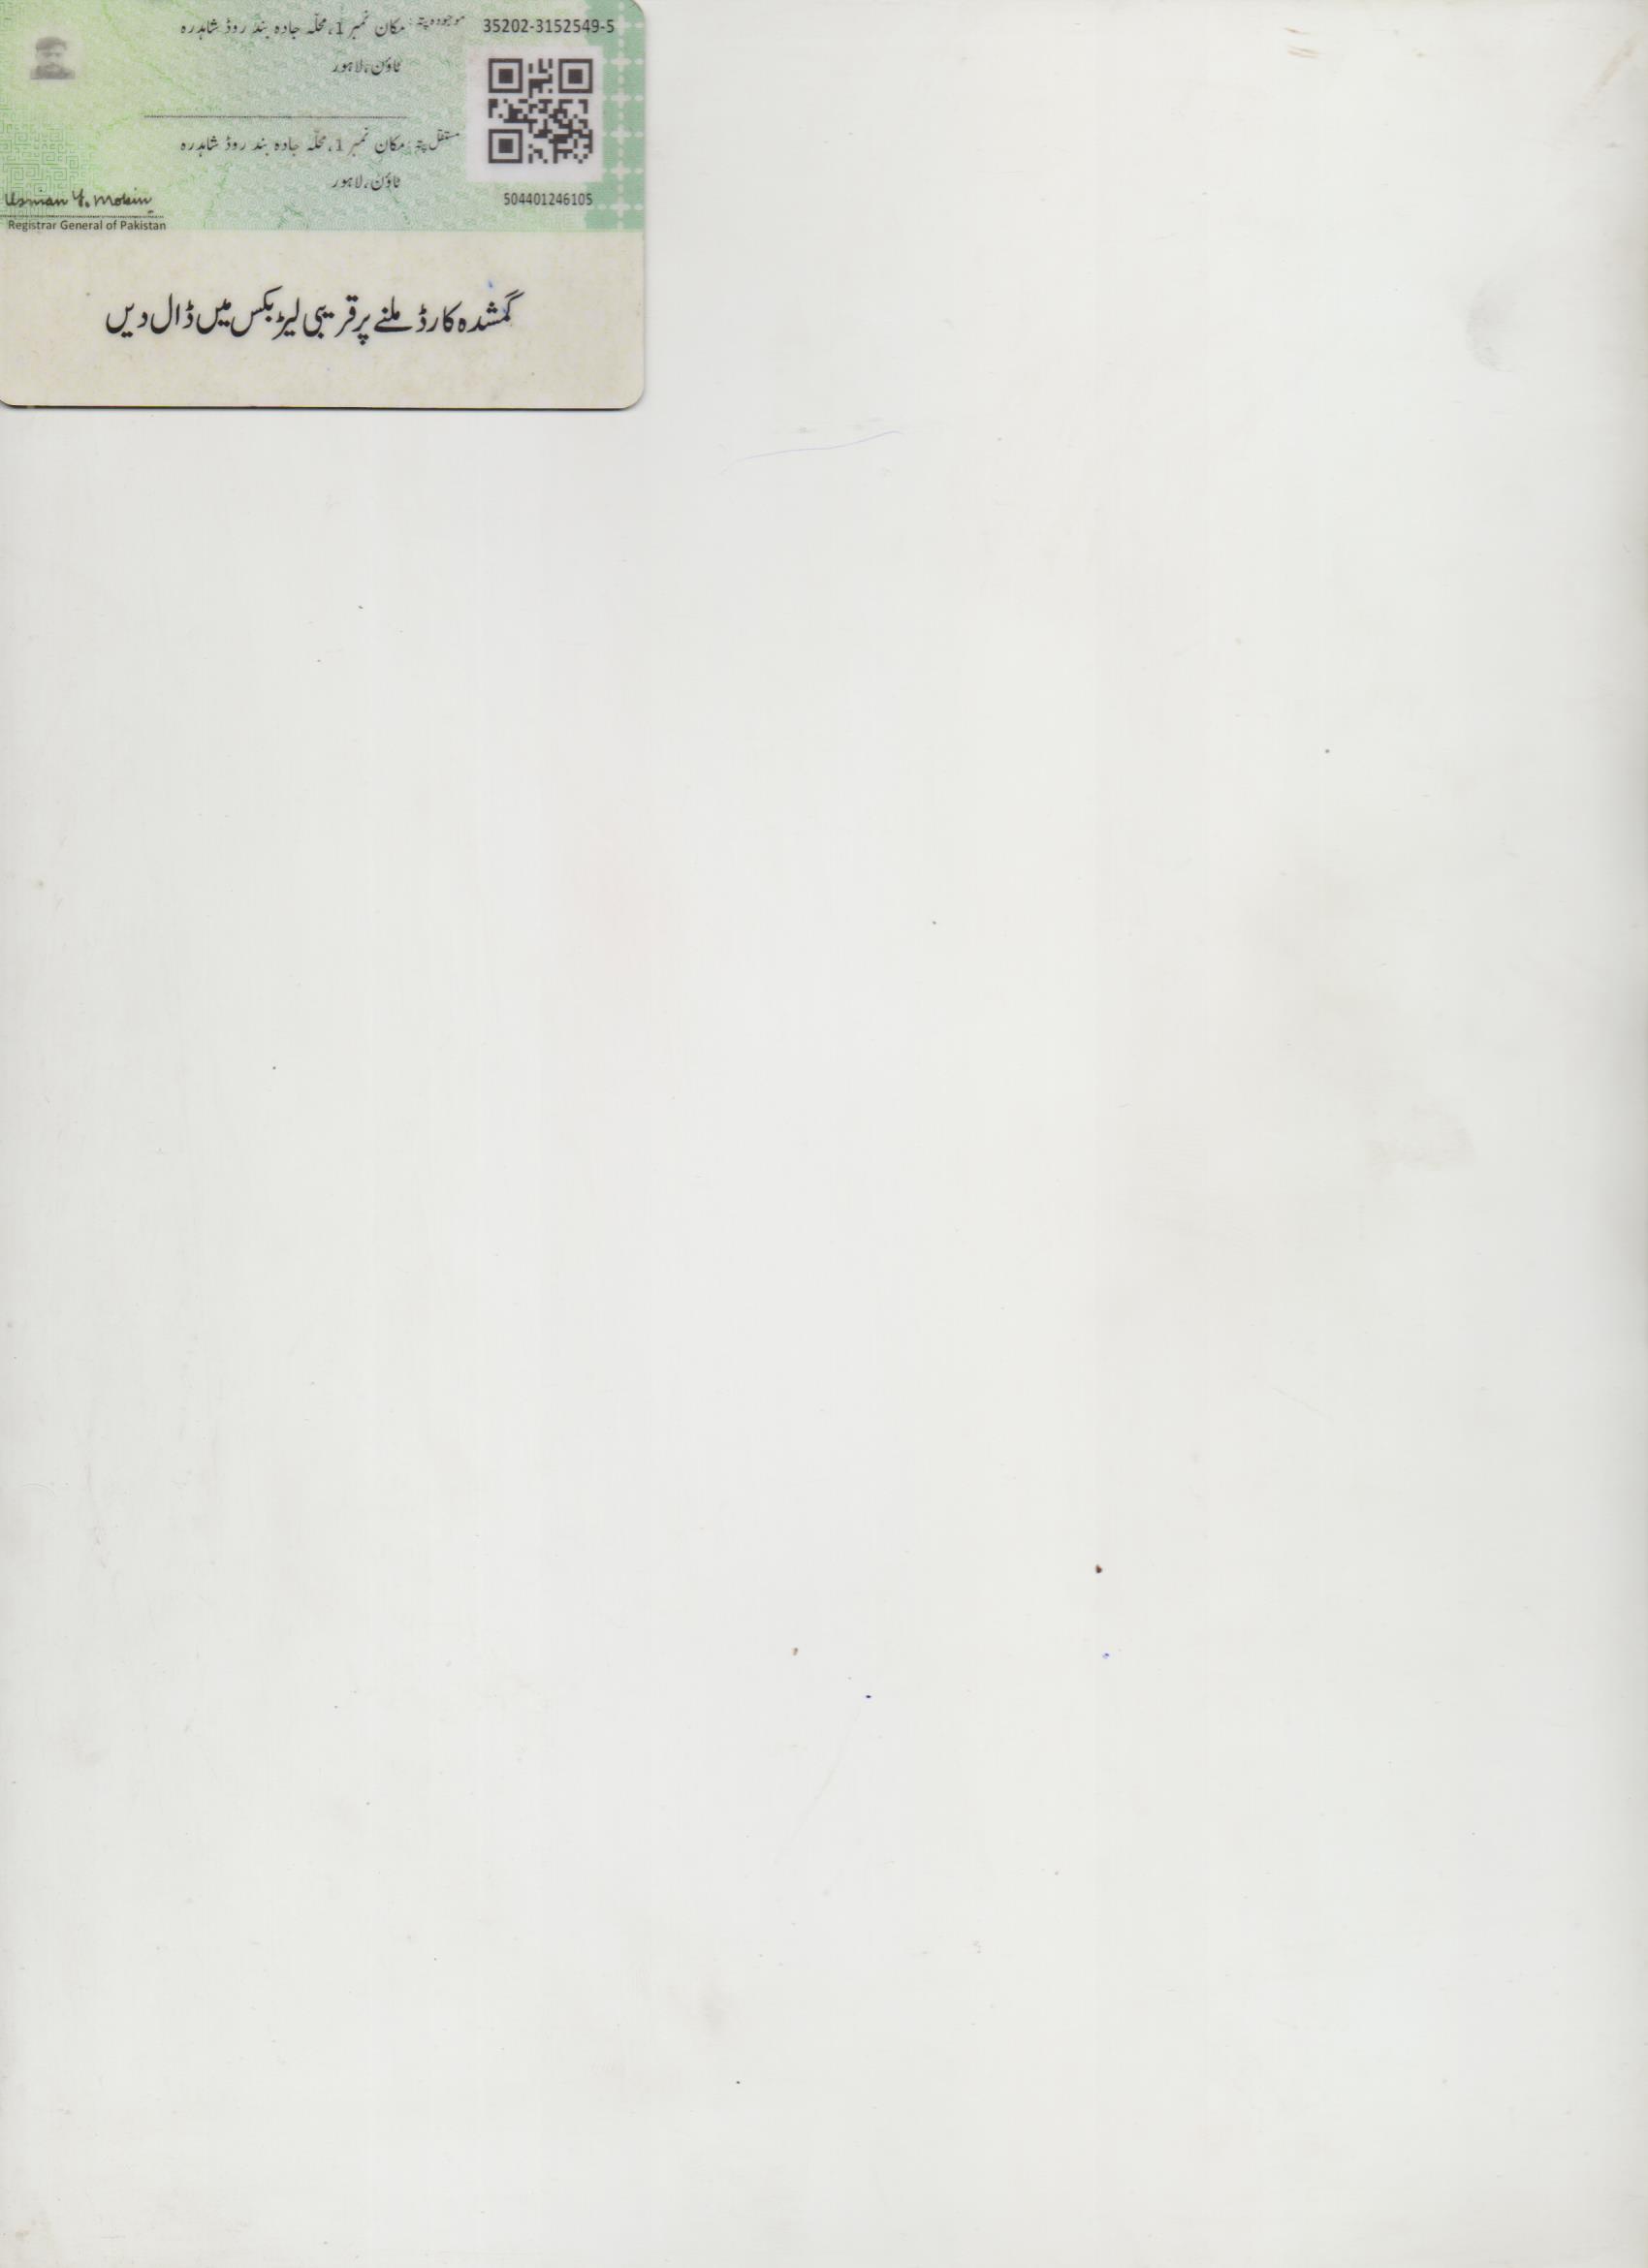 35202-3152549-5
موجودہ پتہ: مکان نمبر 1، محلّہ جادہ بند روڈ شاہدرہ
ٹاؤن، لاہور
مستقل پتہ: مکان نمبر 1، محلّہ جادہ بند روڈ شاہدرہ
ٹاؤن، لاہور
504401246105
Usman Y. Mobin
Registrar General of Pakistan
گمشدہ کارڈ ملنے پر قریبی لیٹر بکس میں ڈال دیں